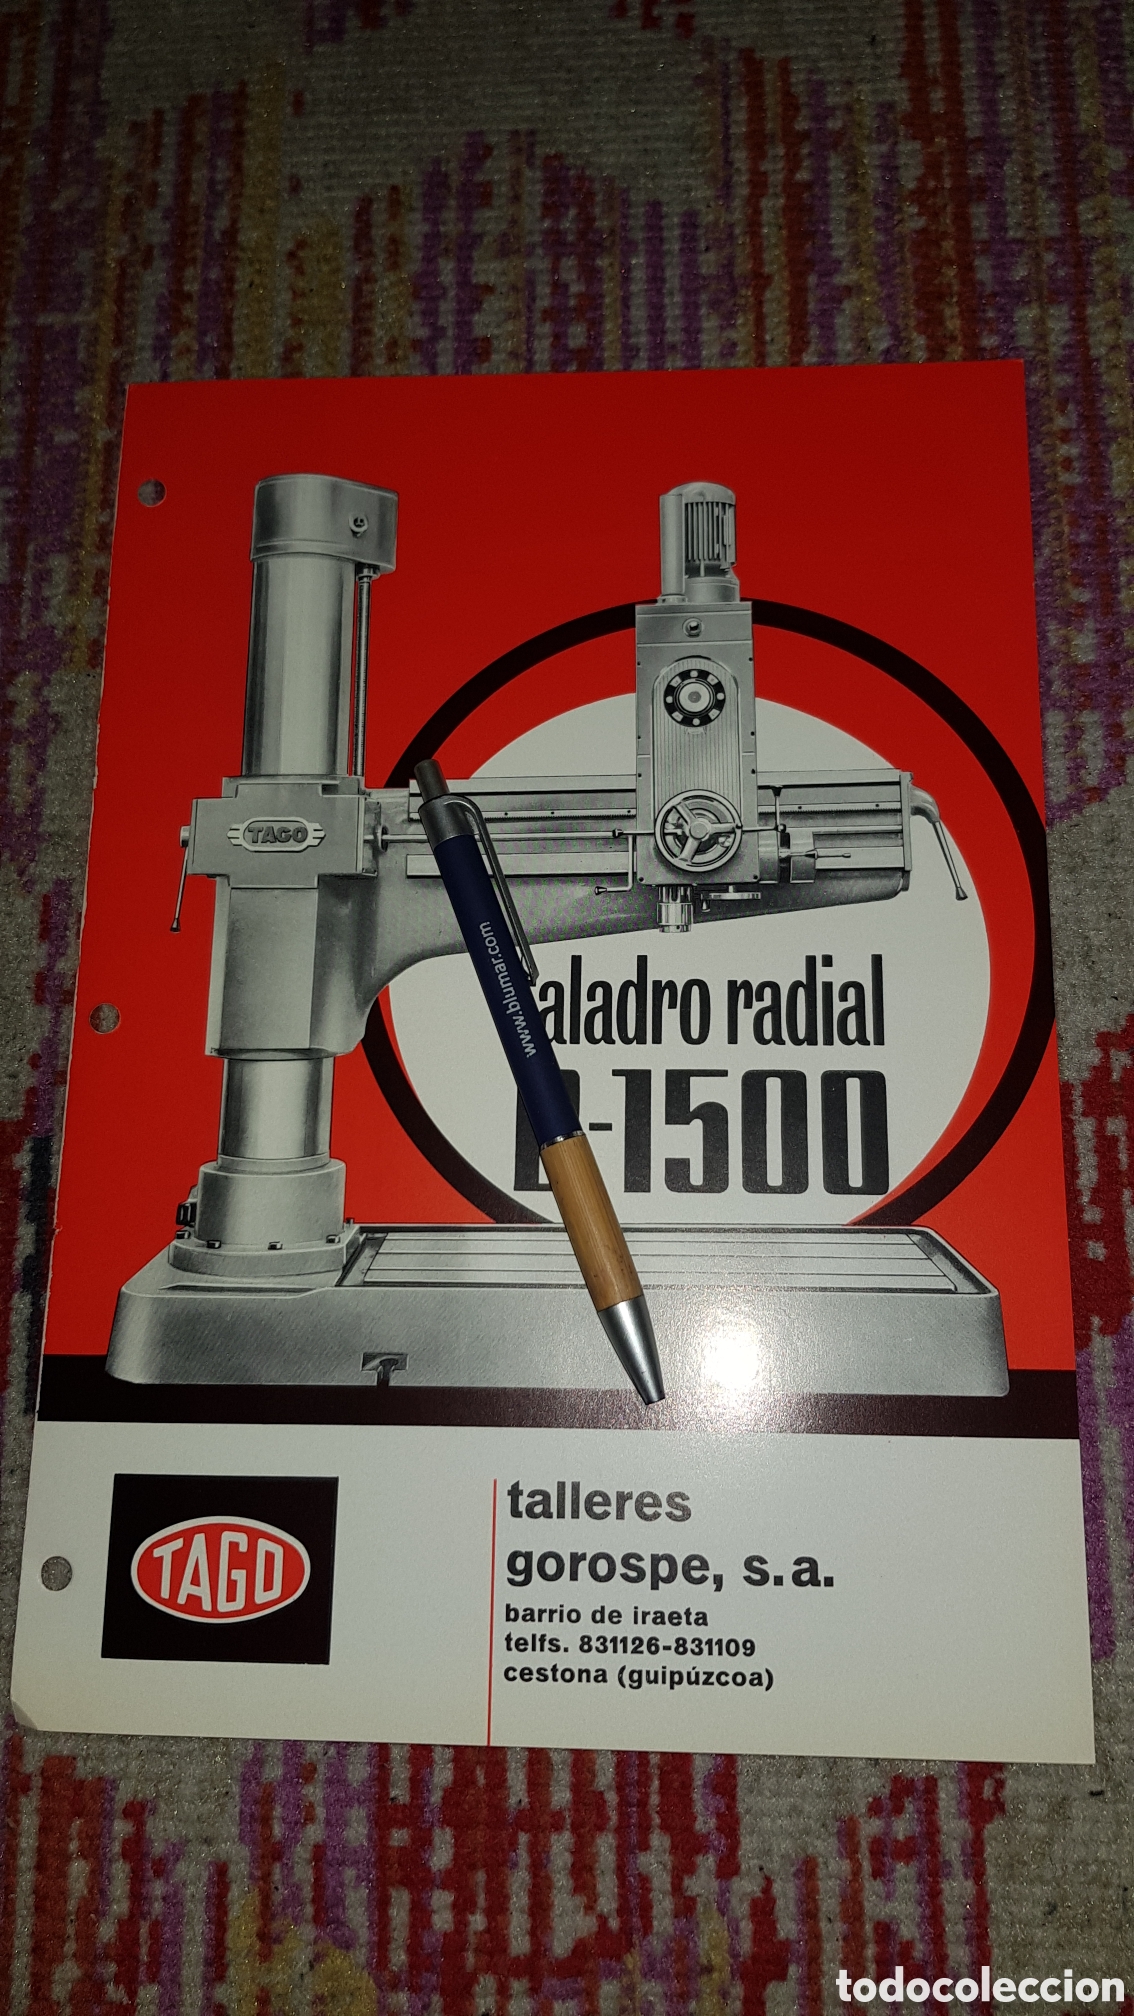 TAGO
www.blumar.com
aladro radial
-1500
TAGO
talleres
gorospe, s.a.
barrio de iraeta
telfs. 831126-831109
cestona (guipúzcoa)
todocoleccion